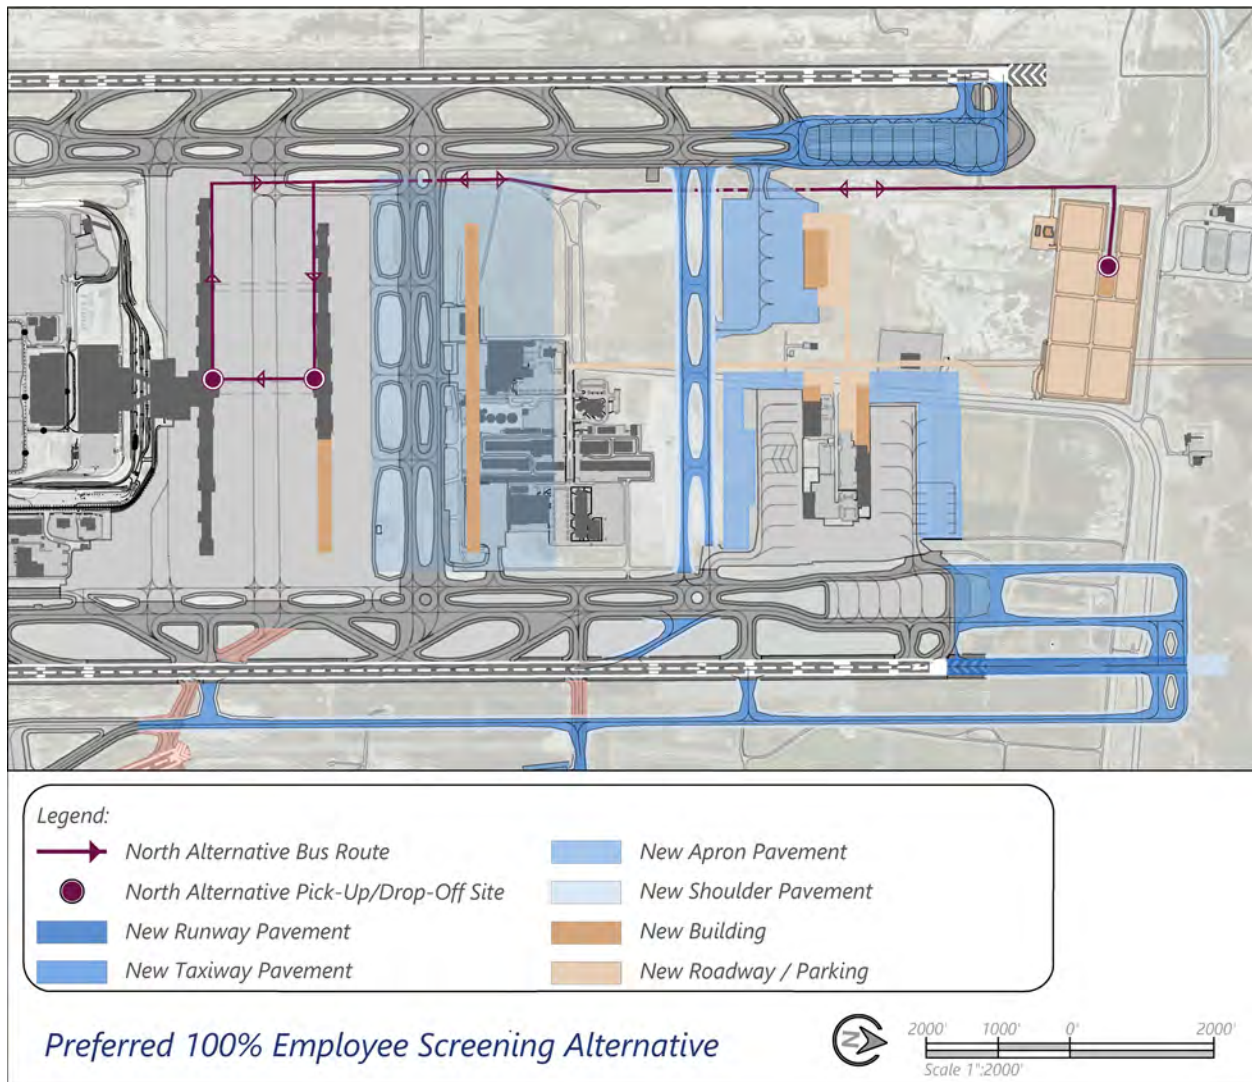 Legend:
North Alternative Bus Route
North Alternative Pick-Up/Drop-Off Site
New Runway Pavement
New Taxiway Pavement
New Apron Pavement
New Shoulder Pavement
New Building
New Roadway / Parking
Preferred 100% Employee Screening Alternative
N
2000' 1000' 0' 2000'
Scale 1":2000'